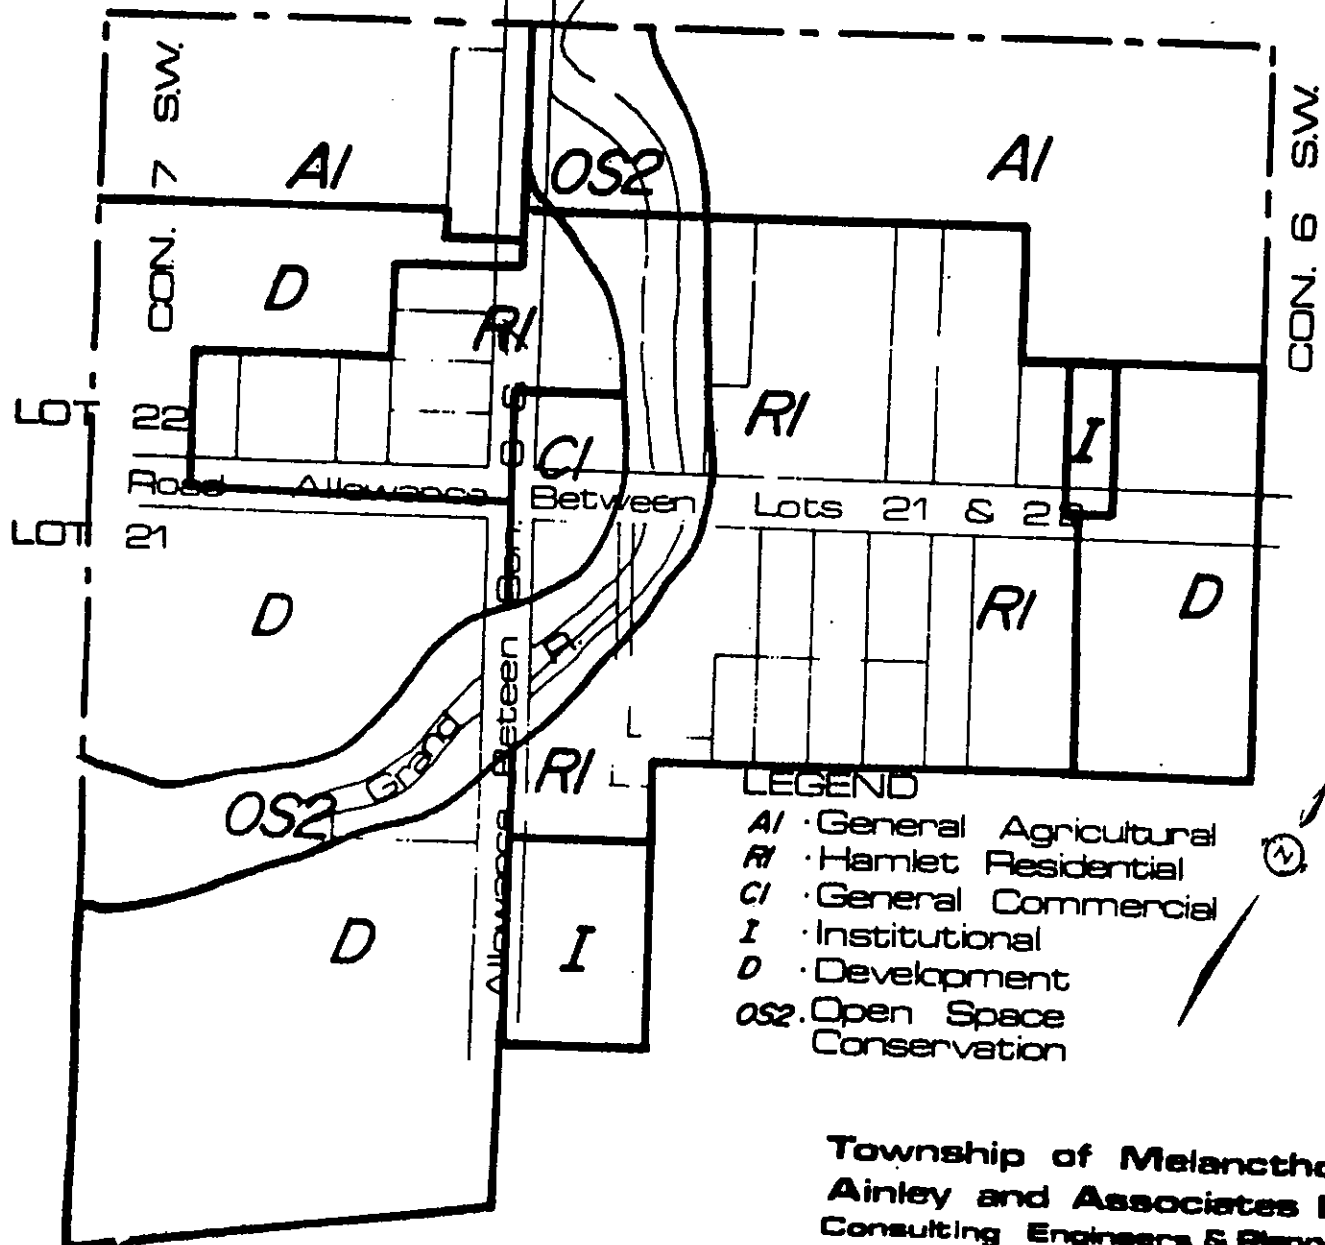 CON. 7 S.W.
CON. 6 S.W.
A1
OS2
A1
D
R1
R1
I
C1
LOT 22
Road Allowance Between Lots 21 & 22
LOT 21
D
R1
D
Grand R.
OS2
R1
D
I
Allowance
LEGEND
A1 · General Agricultural
R1 · Hamlet Residential
C1 · General Commercial
I · Institutional
D · Development
OS2 · Open Space
Conservation
N
Township of Melanctho
Ainley and Associates
Consulting Engineers & Plann